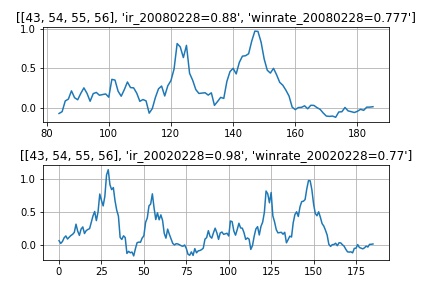 [[43, 54, 55, 56], 'ir_20080228=0.88', 'winrate_20080228=0.777']
1.0
0.5
0.0
80 100 120 140 160 180
[[43, 54, 55, 56], 'ir_20020228=0.98', 'winrate_20020228=0.77']
1.0
0.5
0.0
0 25 50 75 100 125 150 175